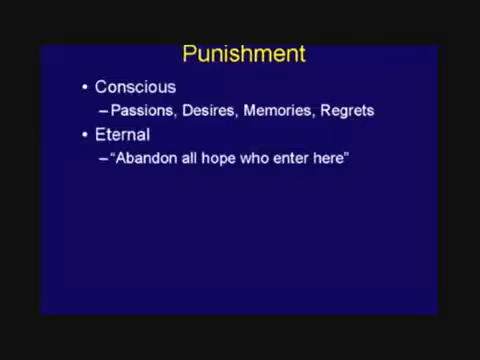 Punishment
• Conscious
–Passions, Desires, Memories, Regrets
• Eternal
–“Abandon all hope who enter here”